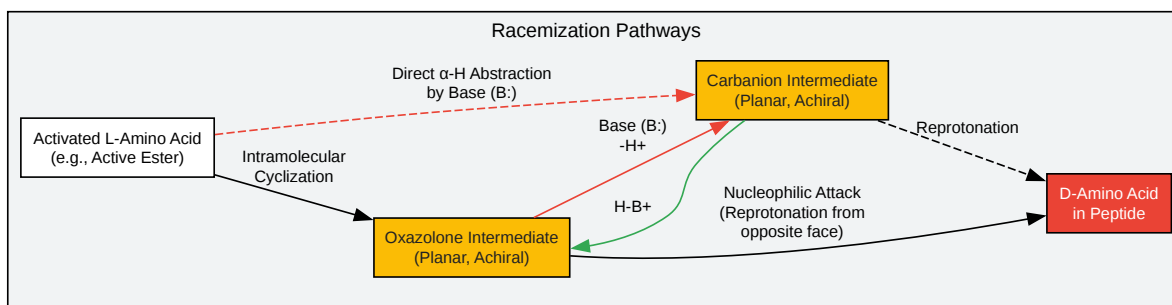 Racemization Pathways
Direct α-H Abstraction
by Base (B:)
Carbanion Intermediate
(Planar, Achiral)
Activated L-Amino Acid
(e.g., Active Ester)
Intramolecular
Cyclization
Base (B:)
-H+
Reprotonation
H-B+
Nucleophilic Attack
(Reprotonation from
opposite face)
D-Amino Acid
in Peptide
Oxazolone Intermediate
(Planar, Achiral)